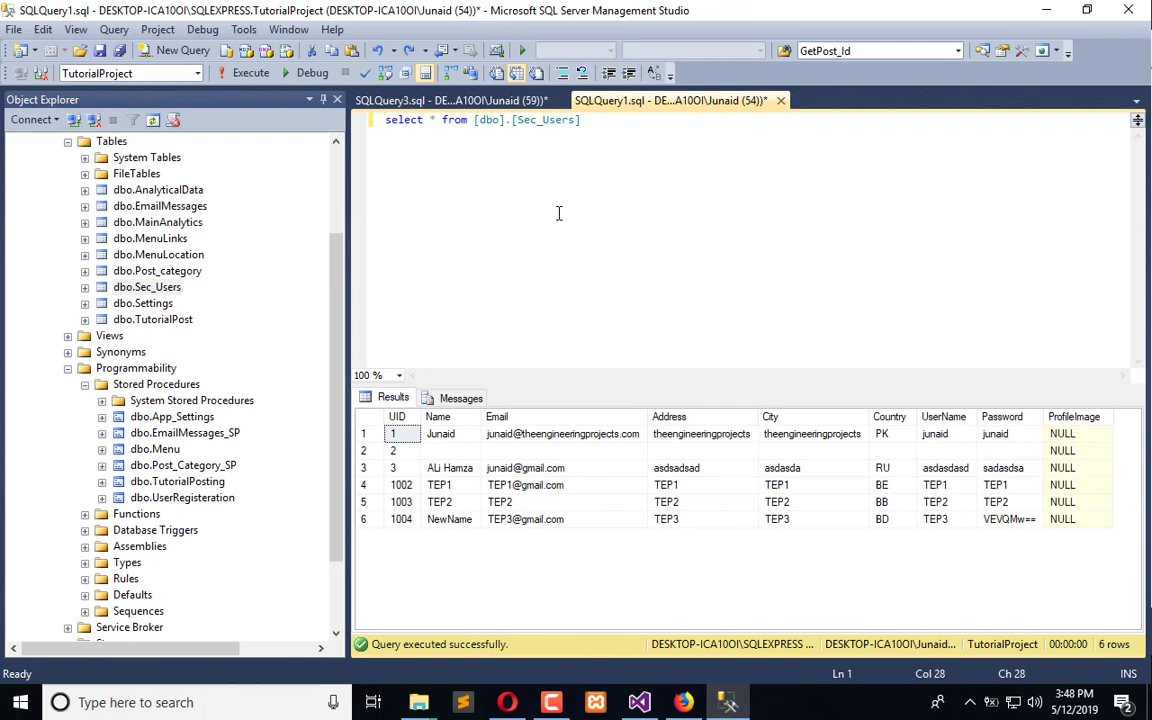 SQLQuery1.sql - DESKTOP-ICA10OI\SQLEXPRESS.TutorialProject (DESKTOP-ICA10OI\Junaid (54))* - Microsoft SQL Server Management Studio
File Edit View Query Project Debug Tools Window Help
New Query GetPost_Id
TutorialProject Execute Debug
Object Explorer
SQLQuery3.sql - DE...A10OI\Junaid (59))* SQLQuery1.sql - DE...A10OI\Junaid (54))*
Connect
select * from [dbo].[Sec_Users]
Tables
System Tables
FileTables
dbo.AnalyticalData
dbo.EmailMessages
dbo.MainAnalytics
dbo.MenuLinks
dbo.MenuLocation
dbo.Post_category
dbo.Sec_Users
dbo.Settings
dbo.TutorialPost
Views
Synonyms
Programmability
Stored Procedures
System Stored Procedures
dbo.App_Settings
dbo.EmailMessages_SP
dbo.Menu
dbo.Post_Category_SP
dbo.TutorialPosting
dbo.UserRegisteration
Functions
Database Triggers
Assemblies
Types
Rules
Defaults
Sequences
Service Broker
100 %
Results Messages
UID Name Email Address City Country UserName Password ProfileImage
1 1 Junaid junaid@theengineeringprojects.com theengineeringprojects theengineeringprojects PK junaid junaid NULL
2 2 NULL
3 3 ALi Hamza junaid@gmail.com asdsadsad asdasda RU asdasdasd sadasdsa NULL
4 1002 TEP1 TEP1@gmail.com TEP1 TEP1 BE TEP1 TEP1 NULL
5 1003 TEP2 TEP2 TEP2 TEP2 BB TEP2 TEP2 NULL
6 1004 NewName TEP3@gmail.com TEP3 TEP3 BD TEP3 VEVQMw== NULL
Query executed successfully. DESKTOP-ICA10OI\SQLEXPRESS ... DESKTOP-ICA10OI\Junaid... TutorialProject 00:00:00 6 rows
Ready Ln 1 Col 28 Ch 28 INS
Type here to search
3:48 PM
5/12/2019
2